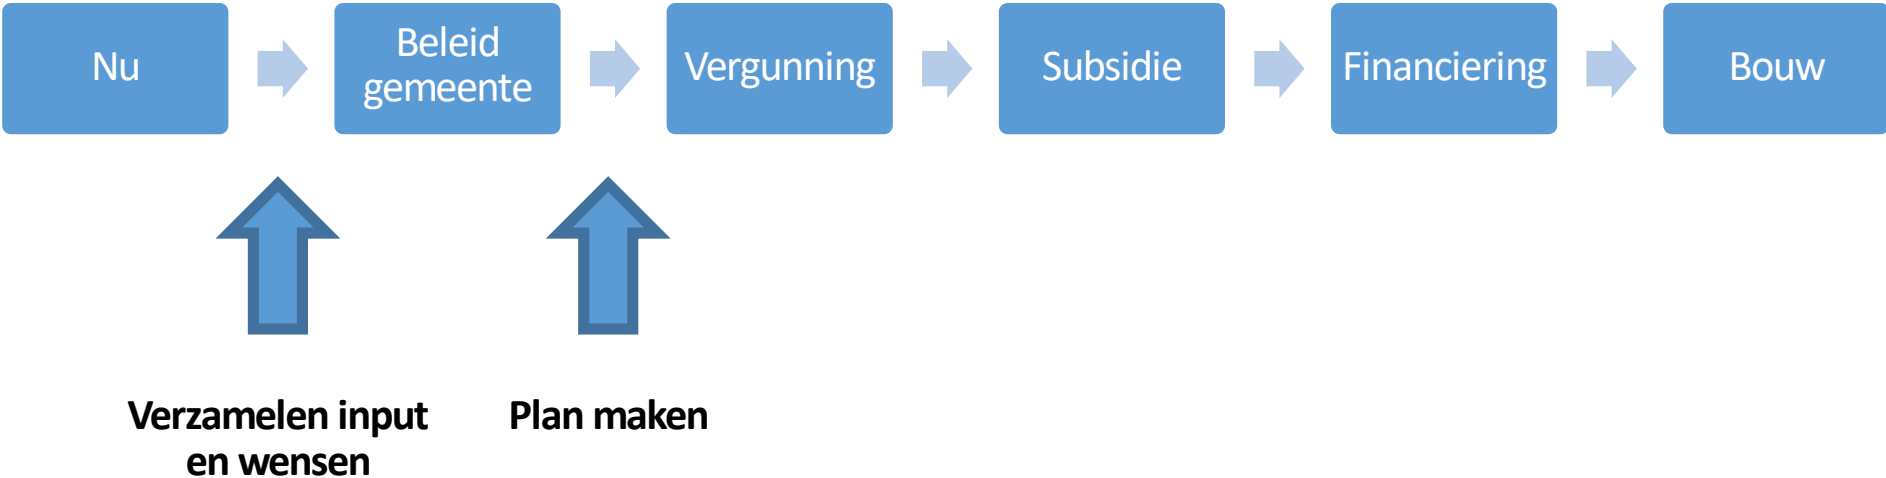 Nu
Beleid
gemeente
Vergunning
Subsidie
Financiering
Bouw
Verzamelen input
en wensen
Plan maken